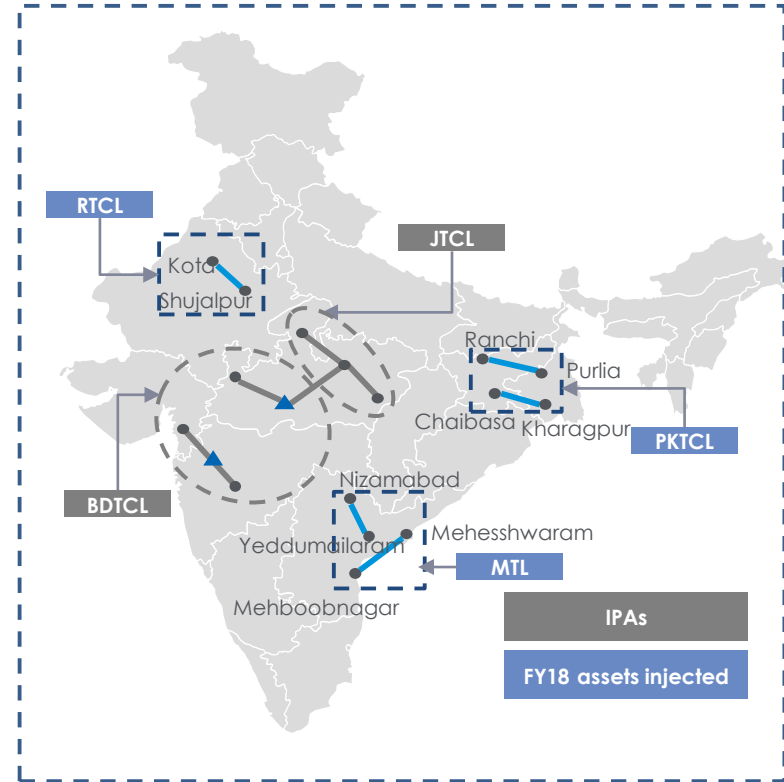 RTCL
JTCL
Kota
Shujalpur
Ranchi
Purlia
Chaibasa
Kharagpur
PKTCL
BDTCL
Nizamabad
Mehesshwaram
Yeddumailaram
MTL
Mehboobnagar
IPAs
FY18 assets injected